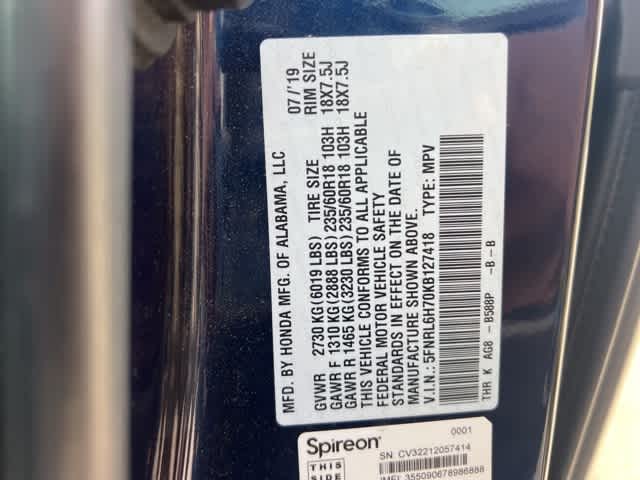 MFD. BY HONDA MFG. OF ALABAMA, LLC 07/'19
GVWR 2730 KG (6019 LBS) TIRE SIZE RIM SIZE
GAWR F 1310 KG (2888 LBS) 235/60R18 103H 18X7.5J
GAWR R 1465 KG (3230 LBS) 235/60R18 103H 18X7.5J
THIS VEHICLE CONFORMS TO ALL APPLICABLE
FEDERAL MOTOR VEHICLE SAFETY
STANDARDS IN EFFECT ON THE DATE OF
MANUFACTURE SHOWN ABOVE.
V.I.N.: 5FNRL6H70KB127418 TYPE: MPV
THR K AG8 - B588P -B-B
Spireon
0001
SN: CV32212057414
THIS
SIDE
IMEI: 355090678986888